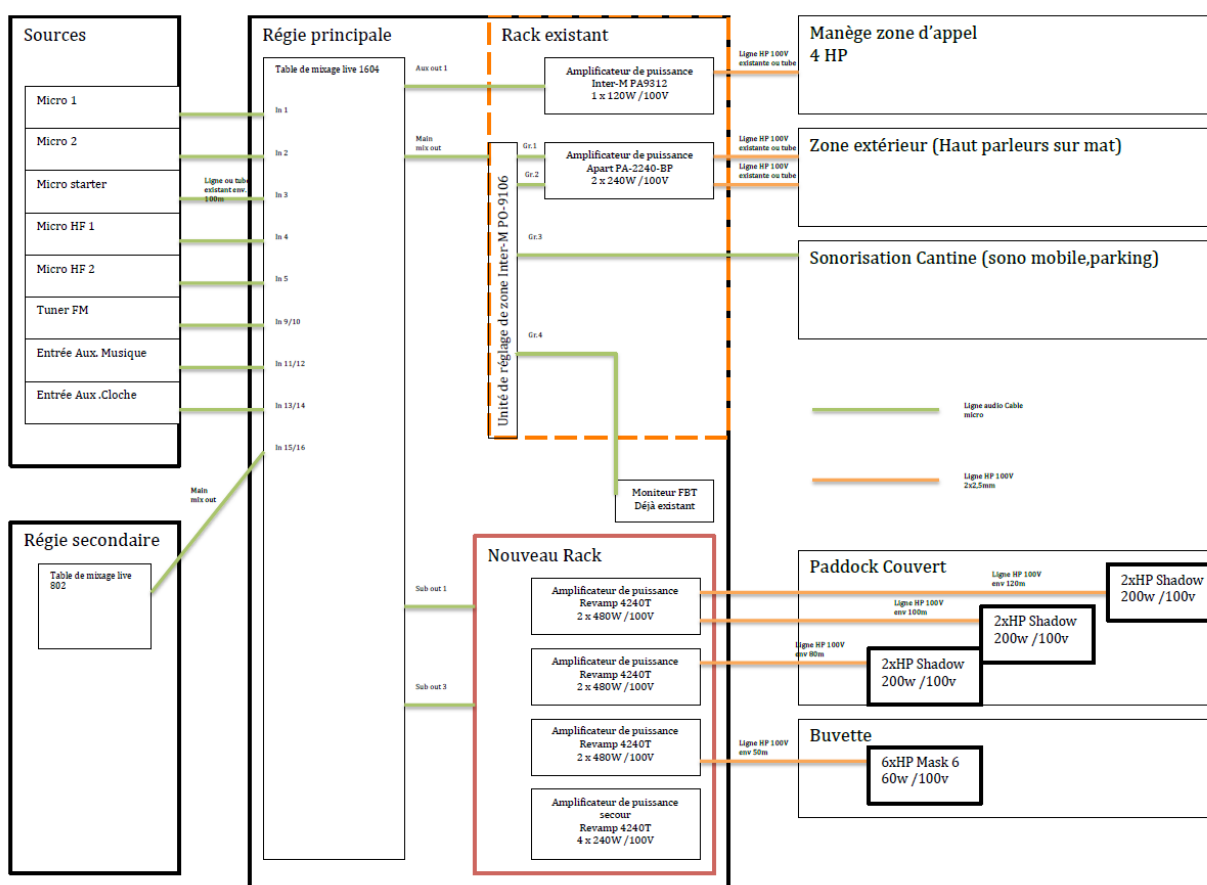 Sources
Micro 1
Micro 2
Micro starter
Micro HF 1
Micro HF 2
Tuner FM
Entrée Aux. Musique
Entrée Aux .Cloche
Ligne ou tube
existant env.
100m
Main
mix out
Régie secondaire
Table de mixage live
802
Régie principale
Table de mixage live 1604
In 1
In 2
In 3
In 4
In 5
In 9/10
In 11/12
In 13/14
In 15/16
Aux out 1
Main
mix out
Sub out 1
Sub out 3
Rack existant
Amplificateur de puissance
Inter-M PA9312
1 x 120W /100V
Unité de réglage de zone Inter-M PO-9106
Gr.1
Gr.2
Gr.3
Gr.4
Amplificateur de puissance
Apart PA-2240-BP
2 x 240W /100V
Moniteur FBT
Déjà existant
Nouveau Rack
Amplificateur de puissance
Revamp 4240T
2 x 480W /100V
Amplificateur de puissance
Revamp 4240T
2 x 480W /100V
Amplificateur de puissance
Revamp 4240T
2 x 480W /100V
Amplificateur de puissance
secour
Revamp 4240T
4 x 240W /100V
Ligne HP 100V
existante ou tube
Ligne HP 100V
existante ou tube
Ligne HP 100V
existante ou tube
Manège zone d'appel
4 HP
Zone extérieur (Haut parleurs sur mat)
Sonorisation Cantine (sono mobile,parking)
Ligne audio Cable
micro
Ligne HP 100V
2x2,5mm
Paddock Couvert
Ligne HP 100V
env 120m
2xHP Shadow
200w /100v
Ligne HP 100V
env 100m
2xHP Shadow
200w /100v
Ligne HP 100V
env 80m
2xHP Shadow
200w /100v
Buvette
Ligne HP 100V
env 50m
6xHP Mask 6
60w /100v